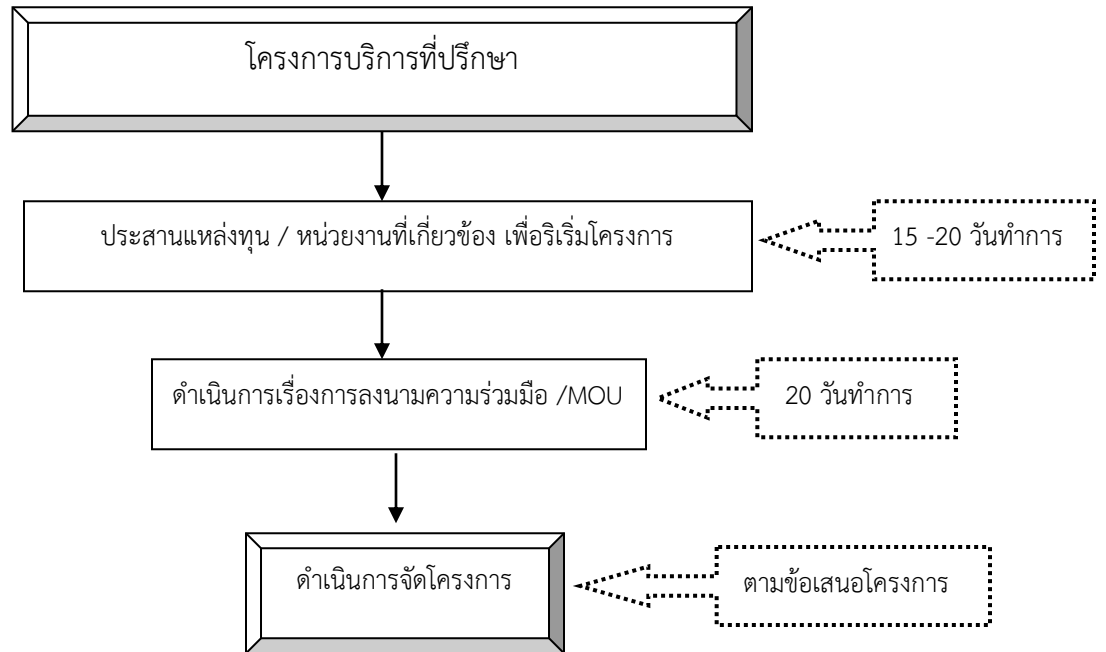 โครงการบริการที่ปรึกษา
ประสานแหล่งทุน / หน่วยงานที่เกี่ยวข้อง เพื่อริเริ่มโครงการ
15 -20 วันทำการ
ดำเนินการเรื่องการลงนามความร่วมมือ /MOU
20 วันทำการ
ดำเนินการจัดโครงการ
ตามข้อเสนอโครงการ